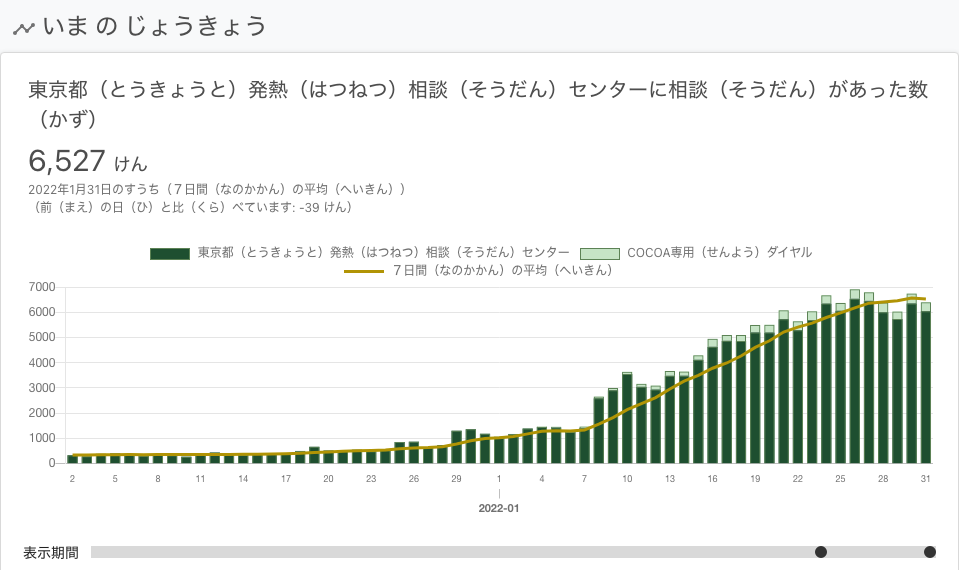 いま の じょうきょう
東京都（とうきょうと）発熱（はつねつ）相談（そうだん）センターに相談（そうだん）があった数
（かず）
6,527 けん
2022年1月31日のすうち（７日間（なのかかん）の平均（へいきん））
（前（まえ）の日（ひ）と比（くら）べています: -39 けん）
東京都（とうきょうと）発熱（はつねつ）相談（そうだん）センター COCOA専用（せんよう）ダイヤル
７日間（なのかかん）の平均（へいきん）
7000
6000
5000
4000
3000
2000
1000
0
2 5 8 11 14 17 20 23 26 29 1 4 7 10 13 16 19 22 25 28 31
2022-01
表示期間